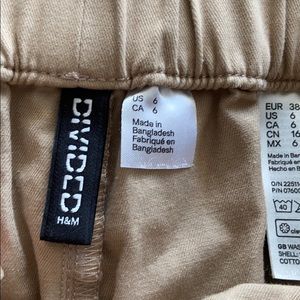 DIVIDED
H&M
US 6
CA 6
Made in
Bangladesh
Fabriqué en
Bangladesh
EUR 38
US 6
CA 6
CN 16
MX 6
Made in
Fabriqué
Hecho en B
40
GB WAS
SHELL:
COTTO